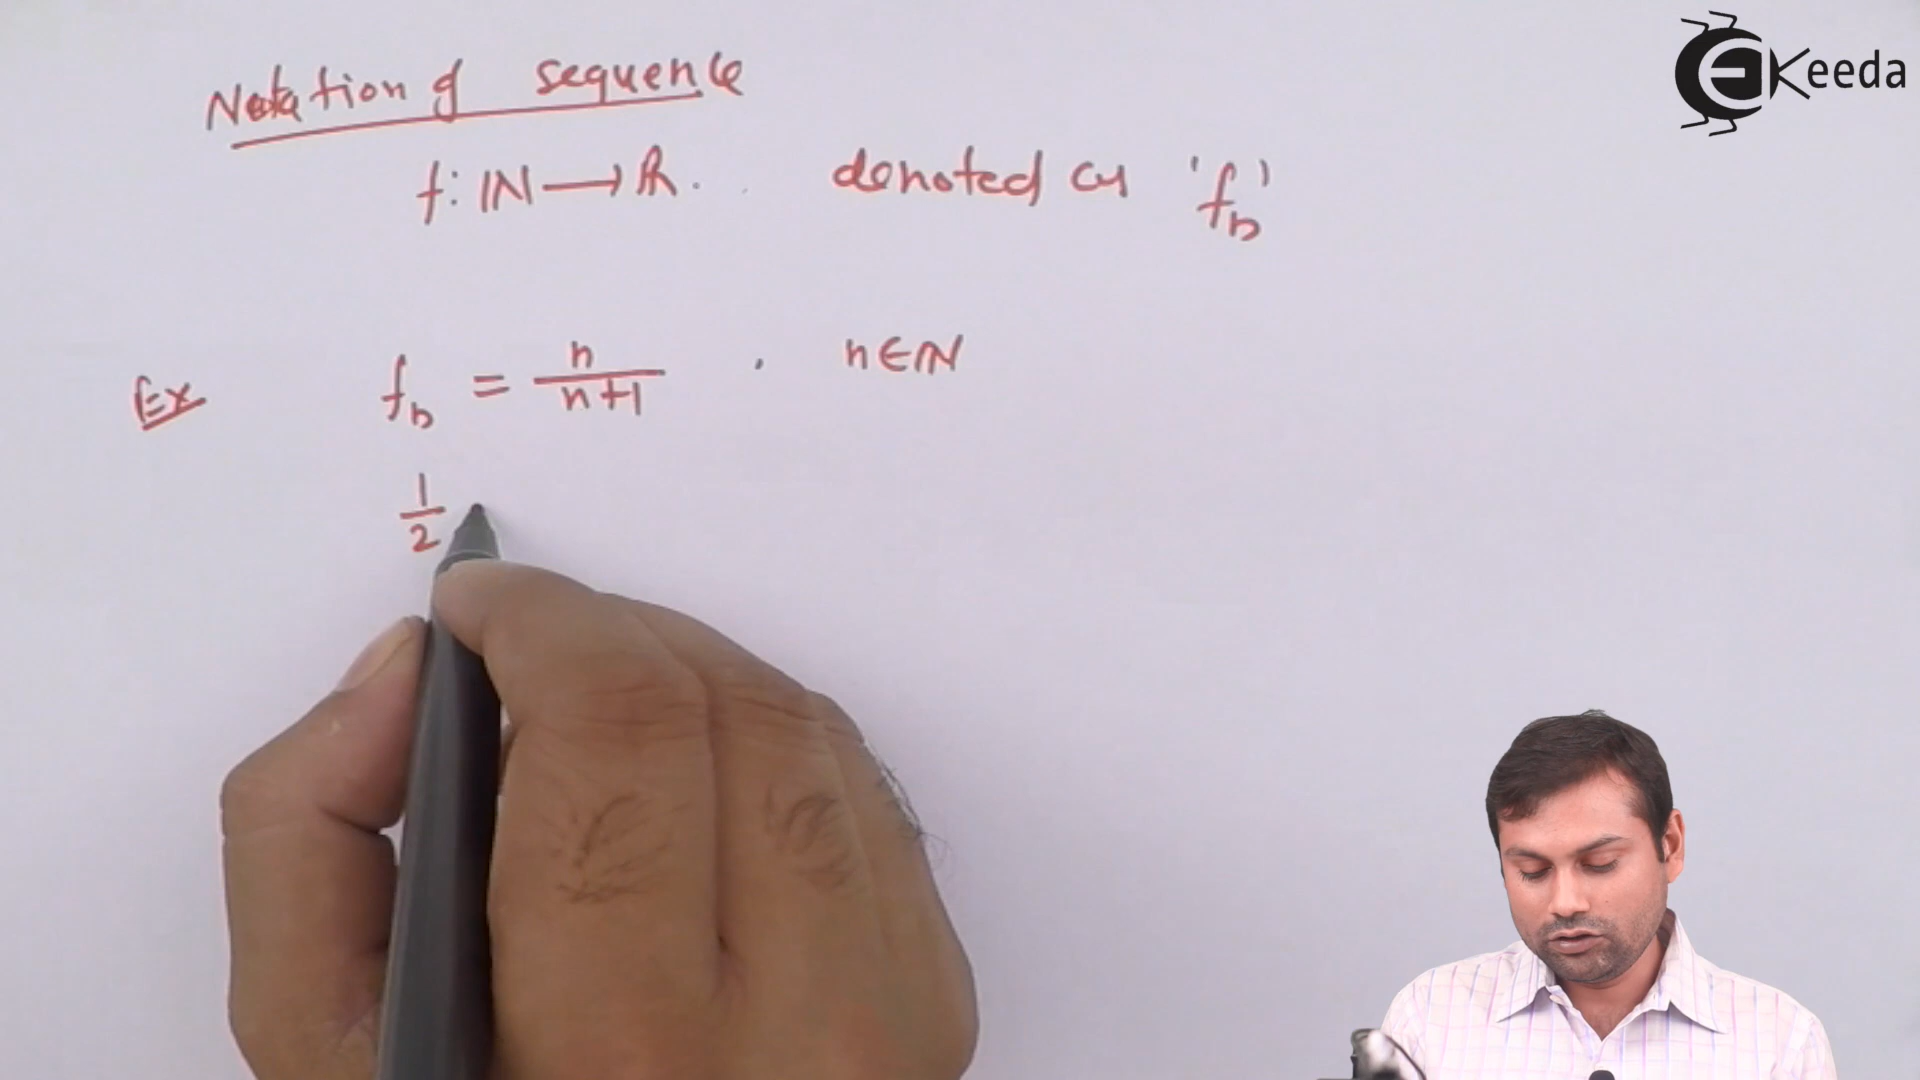 EKeeda
Notation of sequence
f: ℕ → ℝ. denoted as 'fn'
Ex fn = n/n+1 . n∈ℕ
1/2